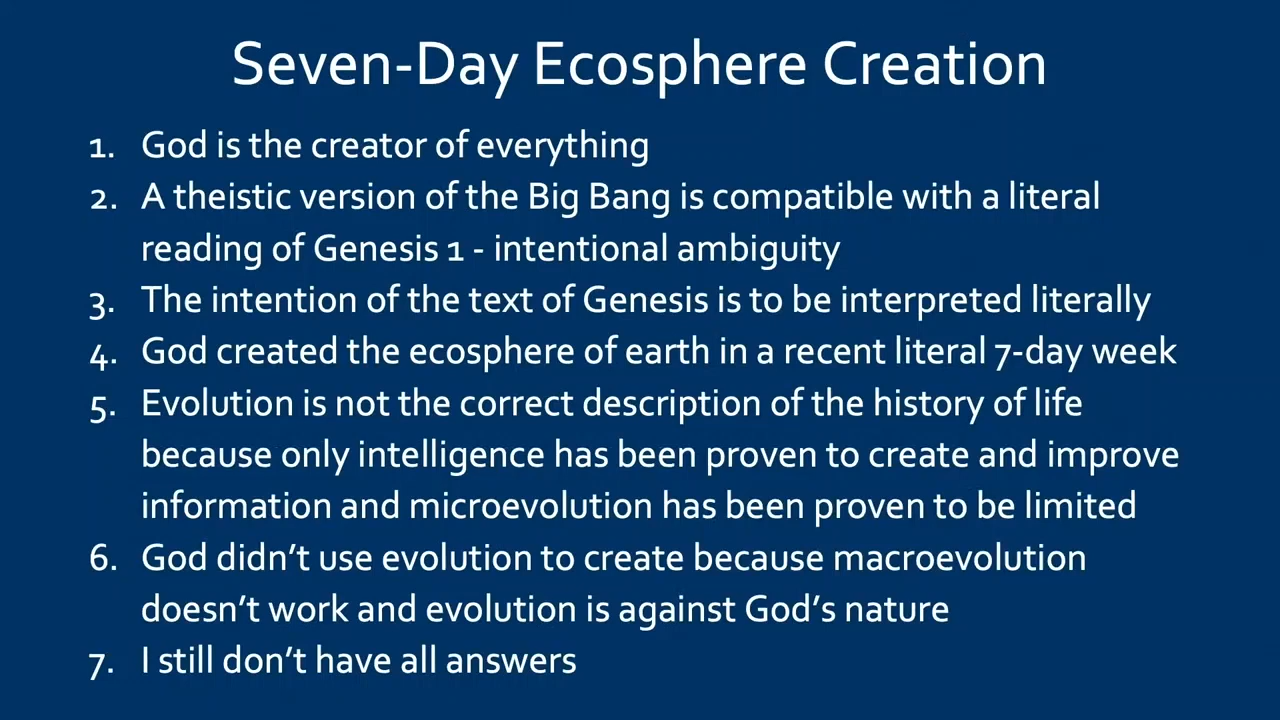 Seven-Day Ecosphere Creation
1. God is the creator of everything
2. A theistic version of the Big Bang is compatible with a literal
reading of Genesis 1 - intentional ambiguity
3. The intention of the text of Genesis is to be interpreted literally
4. God created the ecosphere of earth in a recent literal 7-day week
5. Evolution is not the correct description of the history of life
because only intelligence has been proven to create and improve
information and microevolution has been proven to be limited
6. God didn’t use evolution to create because macroevolution
doesn’t work and evolution is against God’s nature
7. I still don’t have all answers